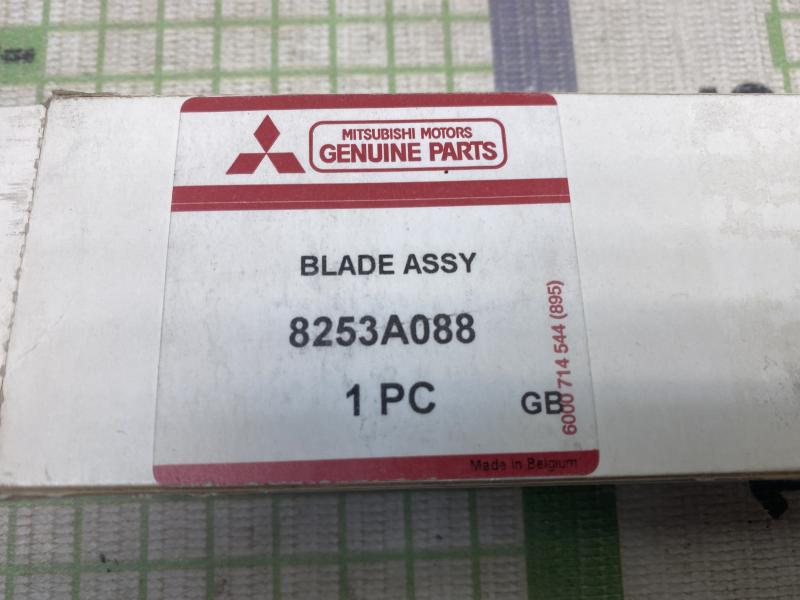 MITSUBISHI MOTORS
GENUINE PARTS
BLADE ASSY
8253A088
1 PC
GB
6000 714 544 (895)
Made in Belgium